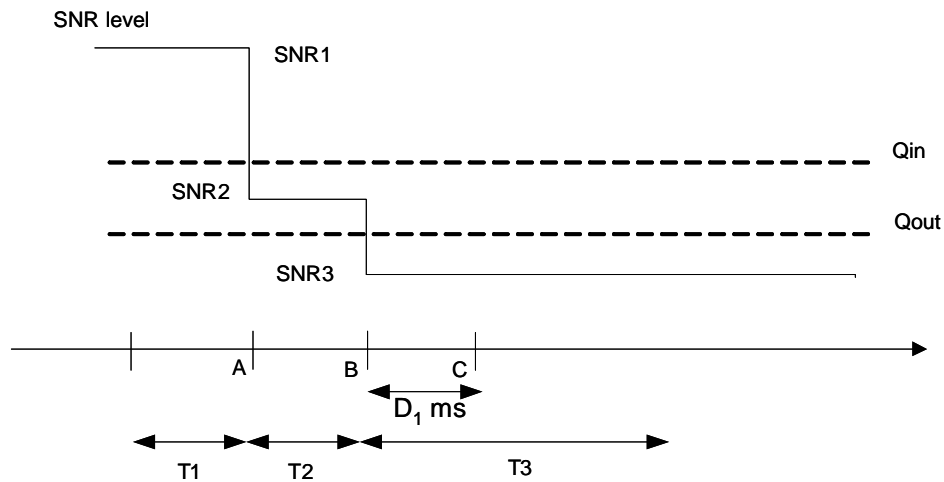 SNR level
SNR1
Qin
SNR2
Qout
SNR3
A
B
C
D₁ ms
T1
T2
T3